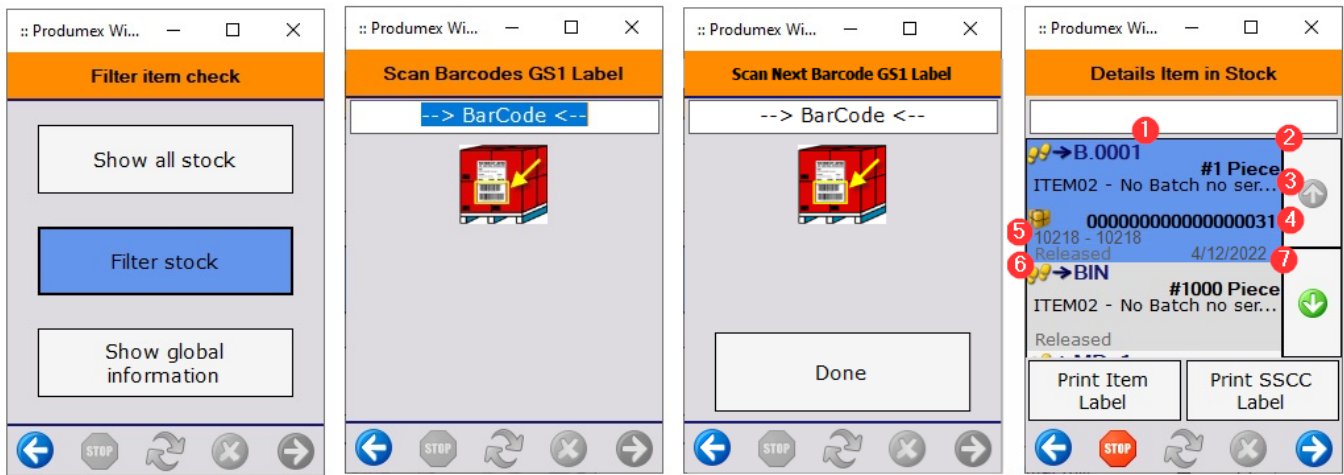 :: Produmex Wi...
Filter item check
Show all stock
Filter stock
Show global
information
STOP
:: Produmex Wi...
Scan Barcodes GS1 Label
--> BarCode <--
STOP
:: Produmex Wi...
Scan Next Barcode GS1 Label
--> BarCode <--
Done
STOP
:: Produmex Wi...
Details Item in Stock
1
2
B.0001
#1 Piece
3
ITEM02 - No Batch no ser...
000000000000000031
4
5
10218 - 10218
Released
4/12/2022
7
6
BIN
#1000 Piece
ITEM02 - No Batch no ser...
Released
Print Item
Label
Print SSCC
Label
STOP